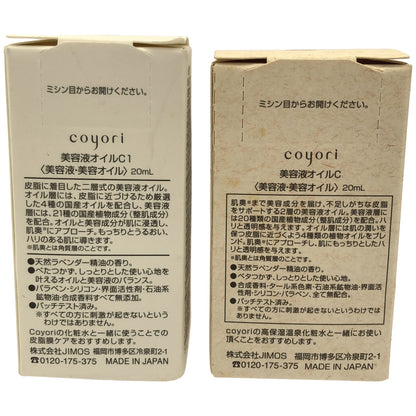 ミシン目からお開けください。
coyori
美容液オイルC1
〈美容液・美容オイル〉20mL
皮脂に着目した二層式の美容液オイル。
オイル層には、皮脂に近づけるため厳選
した4種の国産オイルを配合し、美容液
層には、21種の国産植物成分(整肌成分)
を配合。オイルと美容成分が肌に浸透し、
肌奥※にアプローチ。もっちりとうるおい、
ハリのある肌に導きます。
※肌奥とは角質層のことです。
●天然ラベンダー精油の香り。
●べたつかず、しっとりとした使い心地を
叶えるオイルと美容液のバランス。
●パラベン・シリコン・界面活性剤・石油系
鉱物油・合成香料すべて無添加。
●パッチテスト済み。
※すべての方に刺激が起きないという
わけではありません。
Coyoriの化粧水と一緒に使うことでの
皮脂膜ケアをおすすめします。
株式会社JIMOS 福岡市博多区冷泉町2-1
☎0120-175-375 MADE IN JAPAN
ミシン目からお開けください。
coyori
美容液オイルC
〈美容液・美容オイル〉20mL
肌奥※まで美容成分を届け、不足しがちな皮脂
をサポートする2層の美容液オイル。美容液層に
は20種類の国産植物成分(整肌成分)を配合。ハ
リと透明感を与えます。オイル層には肌の潤いを
保つ皮脂に近づくよう4種類の植物オイルをブレ
ンド。肌奥※にアプローチし、肌にもっちりとしたハ
リと透明感を与えます。
※肌奥とは角質層のことです。
●天然ラベンダー精油の香り。
●ベタつかず、しっとりとした使い心地。
●合成香料・タール系色素・石油系鉱物油・界面活
性剤・シリコン・パラベン、全て無配合。
●パッチテスト済み。
※すべての方に刺激が起きないというわけではあり
ません。
coyoriの高保湿温泉化粧水と一緒にお使い
頂くことをおすすめします。
株式会社JIMOS 福岡市博多区冷泉町2-1
☎0120-175-375 MADE IN JAPAN